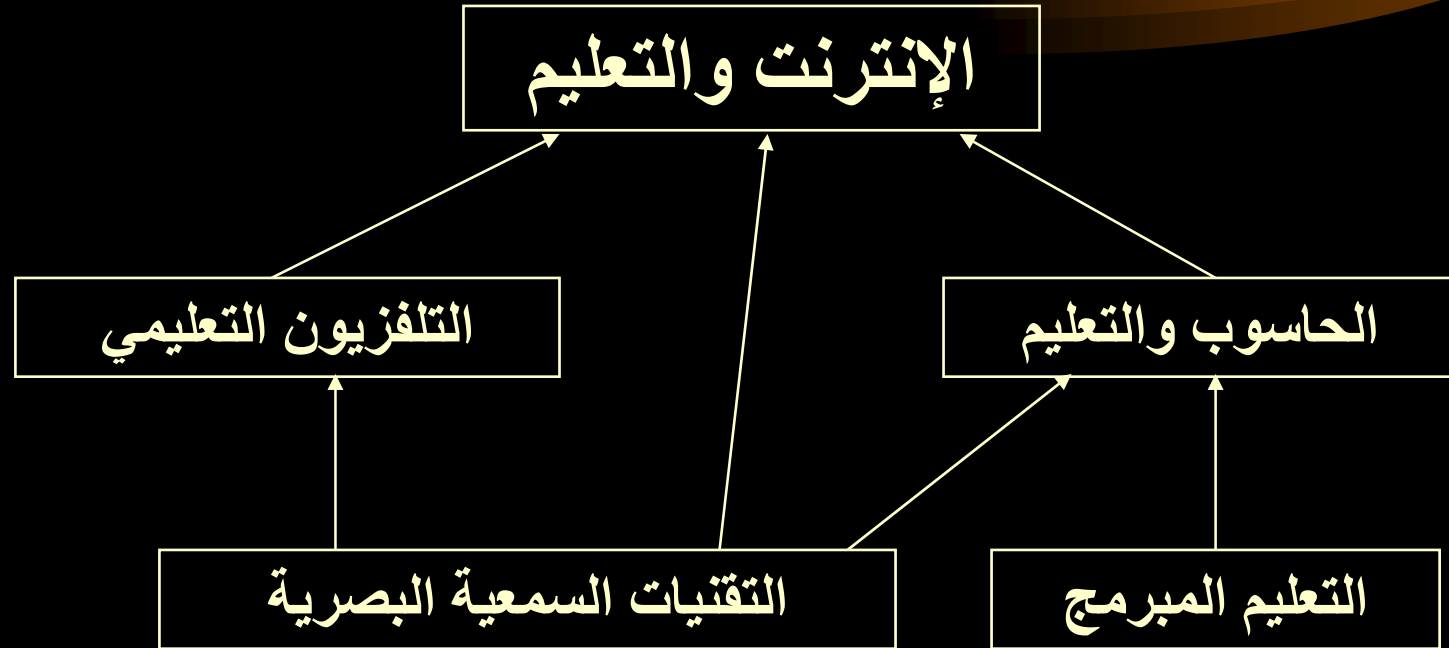 الإنترنت والتعليم
الحاسوب والتعليم
التلفزيون التعليمي
التعليم المبرمج
التقنيات السمعية البصرية